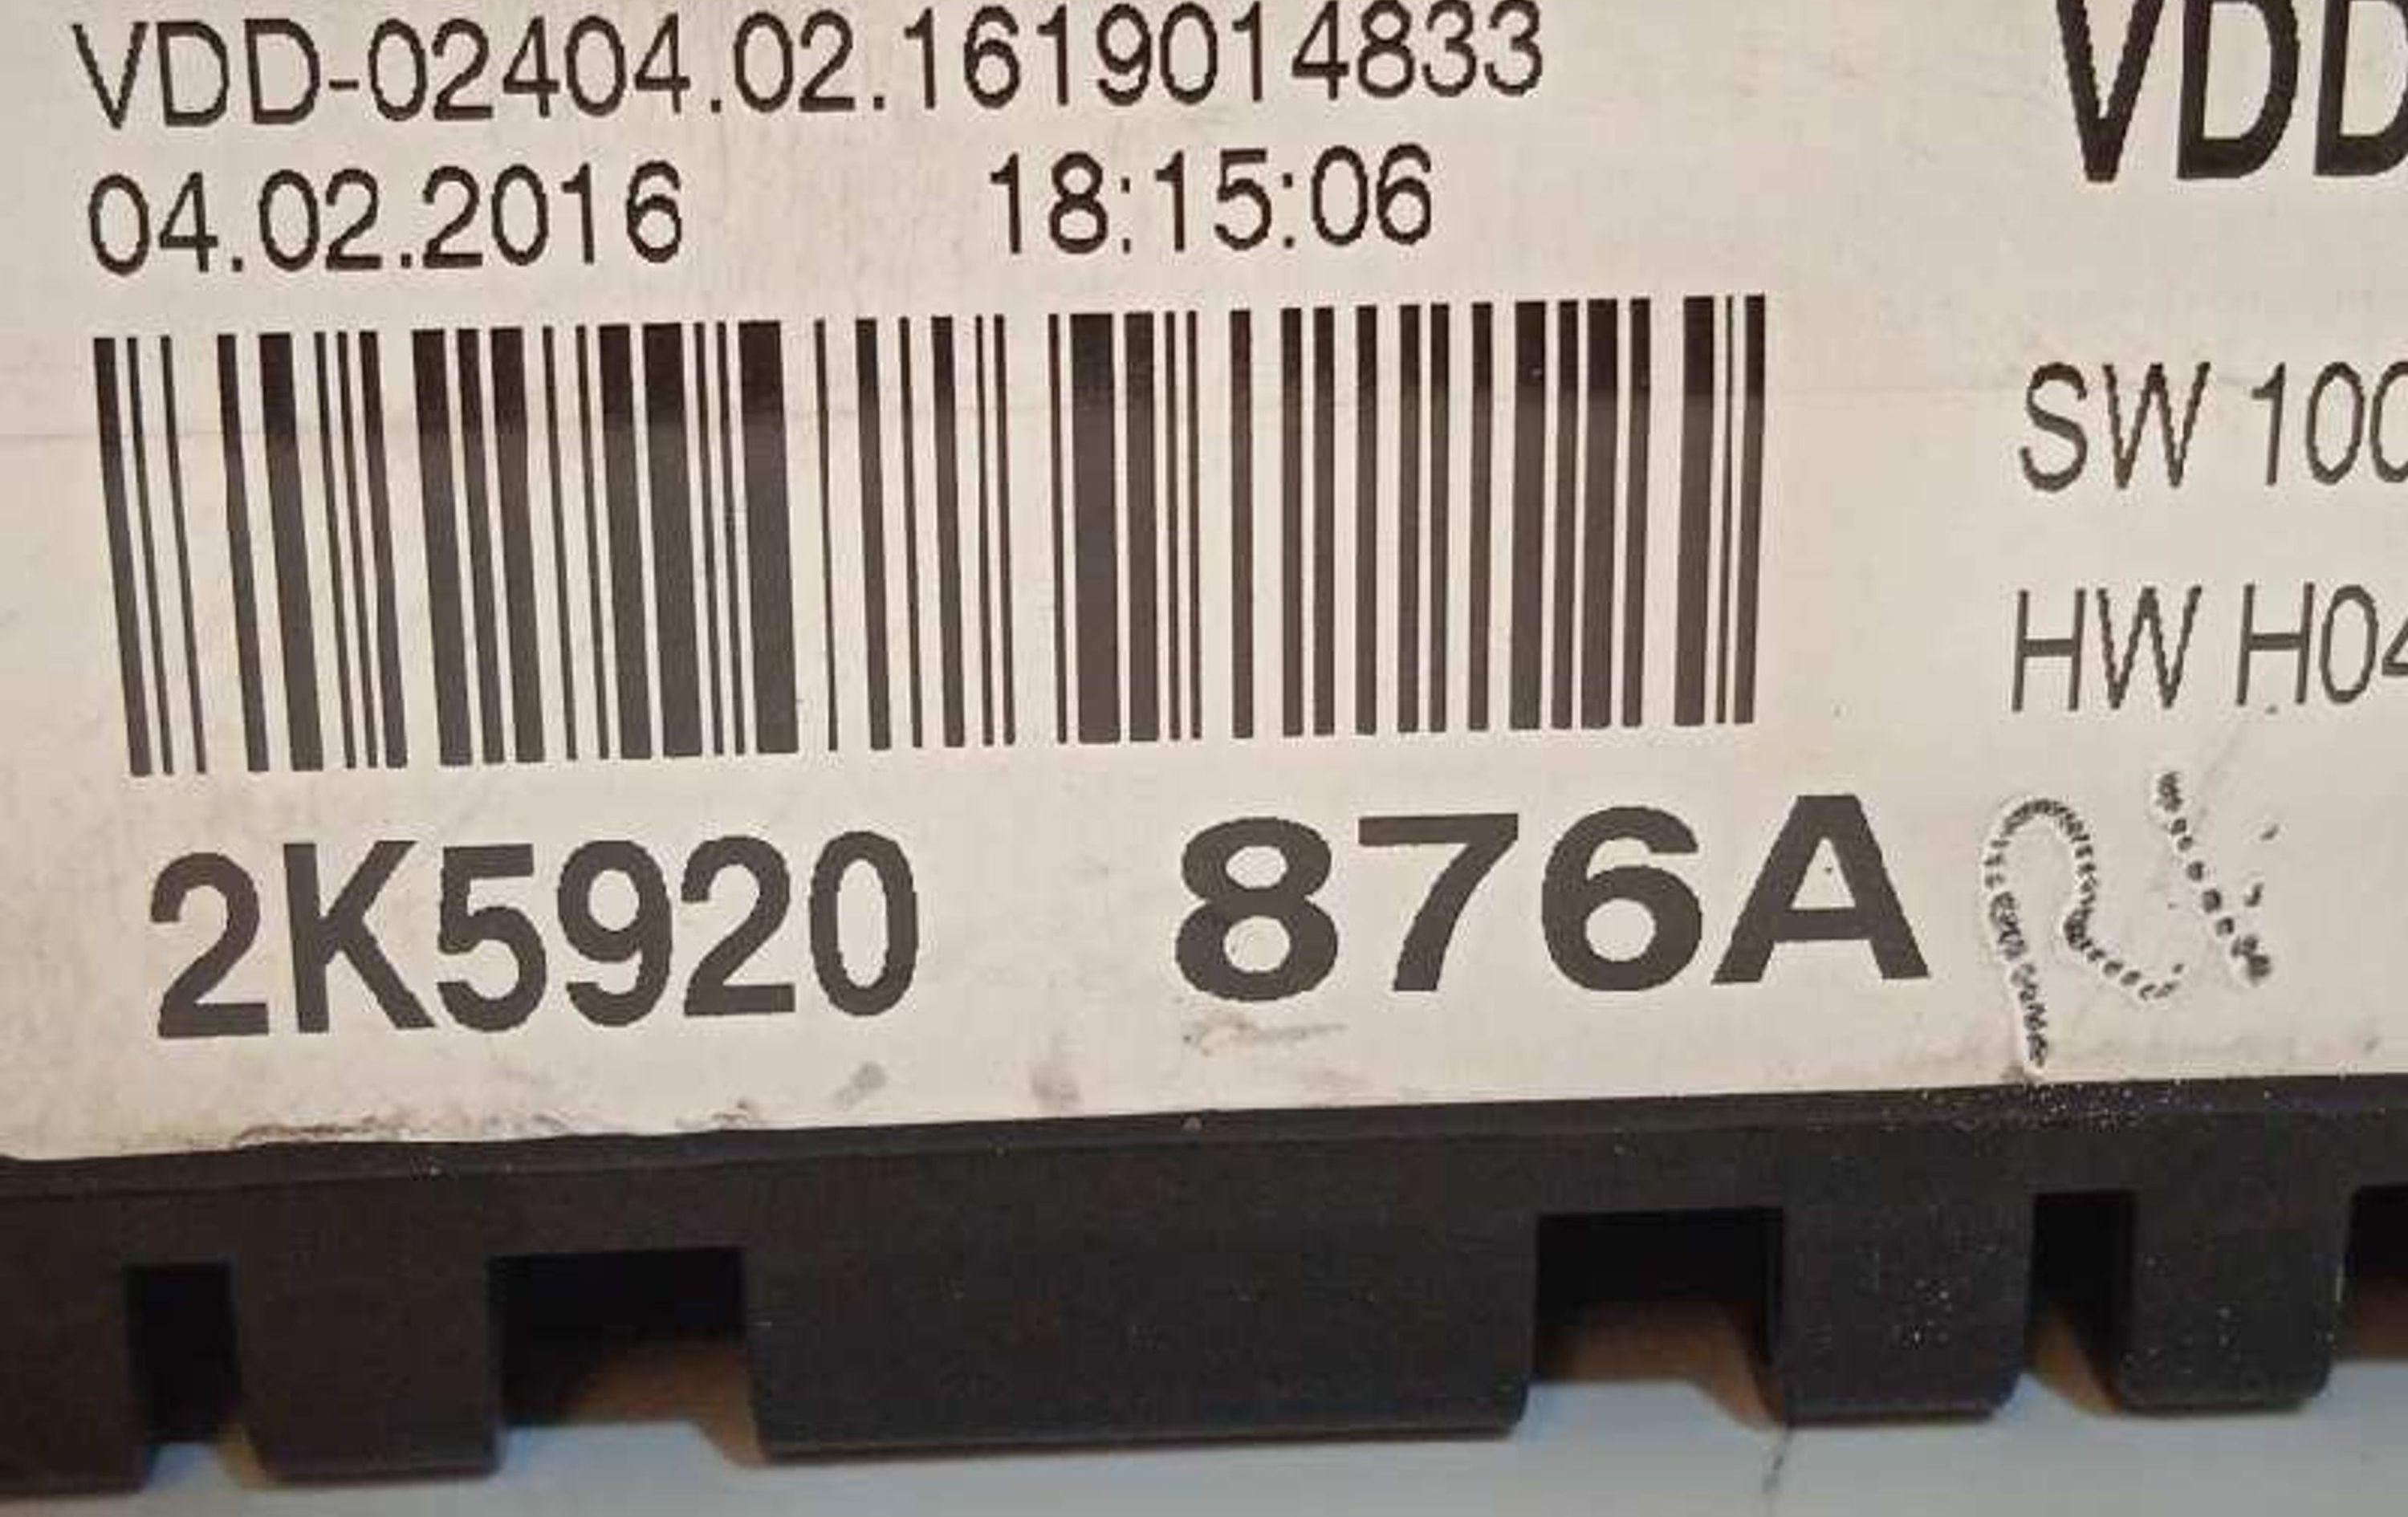 VDD-02404.02.1619014833
04.02.2016 18:15:06
VDD
SW 100
HW H04
2K5920 876A